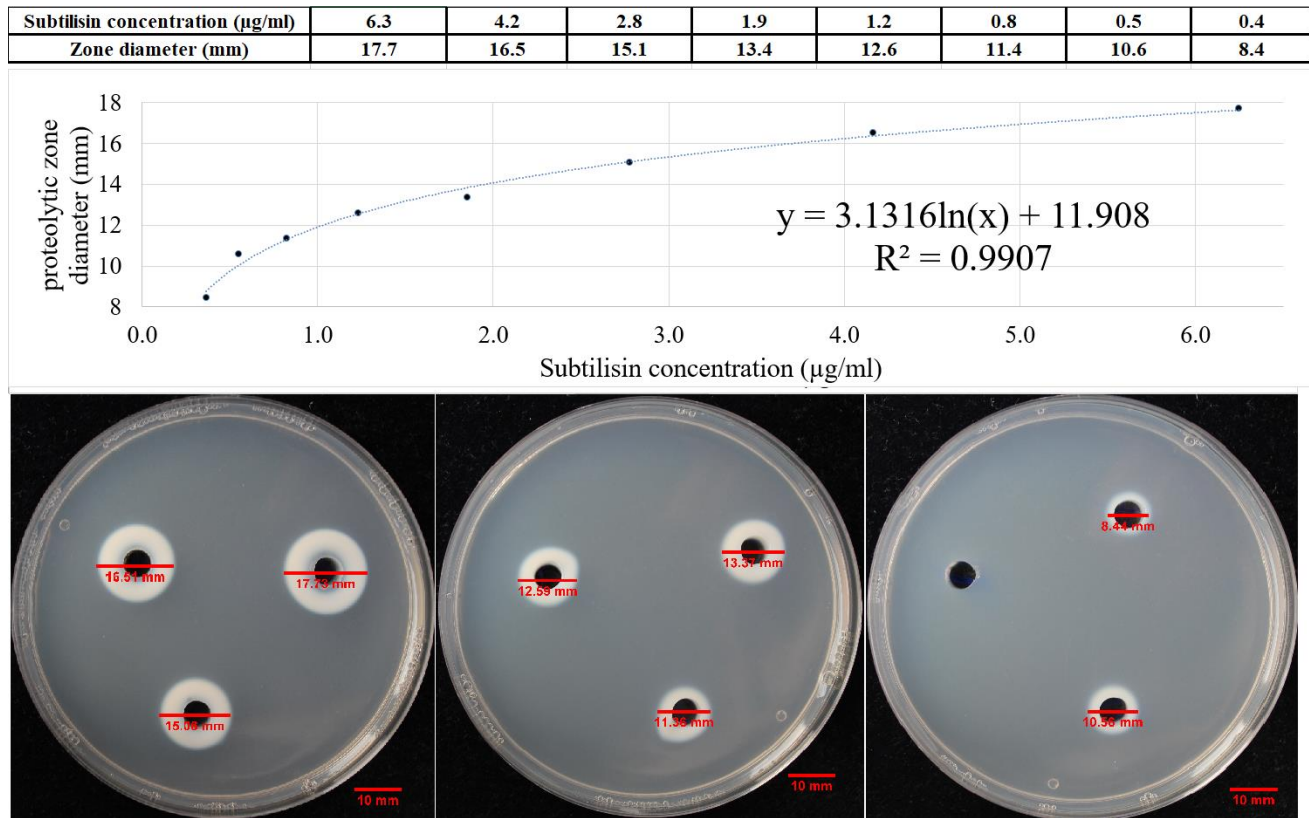 Subtilisin concentration (µg/ml) 6.3 4.2 2.8 1.9 1.2 0.8 0.5 0.4
Zone diameter (mm) 17.7 16.5 15.1 13.4 12.6 11.4 10.6 8.4
proteolytic zone
diameter (mm)
18
16
14
12
10
8
y = 3.1316ln(x) + 11.908
R² = 0.9907
0.0 1.0 2.0 3.0 4.0 5.0 6.0
Subtilisin concentration (µg/ml)
16.51 mm
17.73 mm
15.08 mm
10 mm
12.59 mm
13.37 mm
11.38 mm
10 mm
8.44 mm
10.58 mm
10 mm